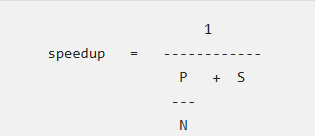 1
speedup = ------------
P + S
---
N